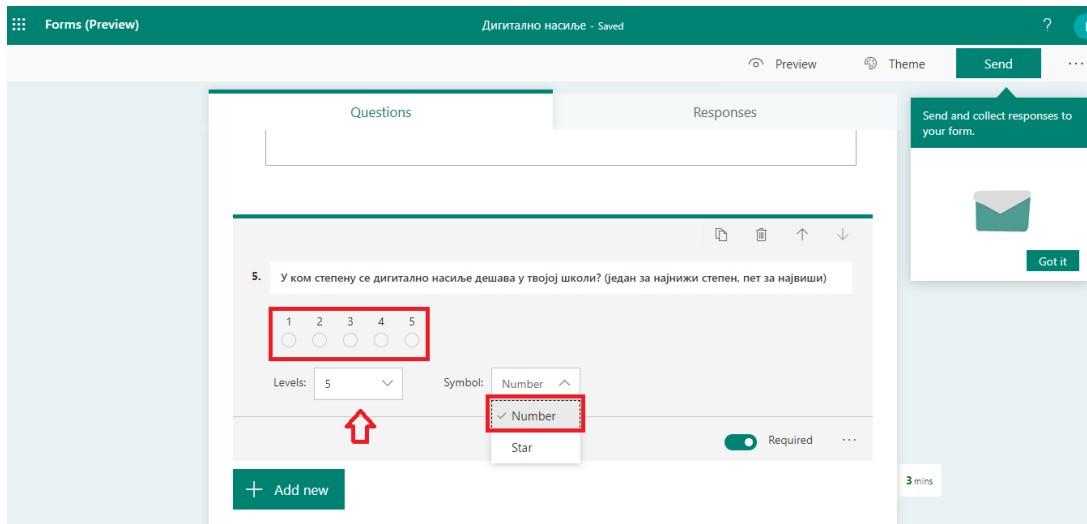 Forms (Preview)
Дигитално насиље - Saved
?
Preview
Theme
Send
...
Questions
Responses
Send and collect responses to
your form.
Got it
5. У ком степену се дигитално насиље дешава у твојој школи? (један за најнижи степен, пет за највиши)
1 2 3 4 5
Levels: 5
Symbol: Number
Number
Star
Required
...
+ Add new
3 mins